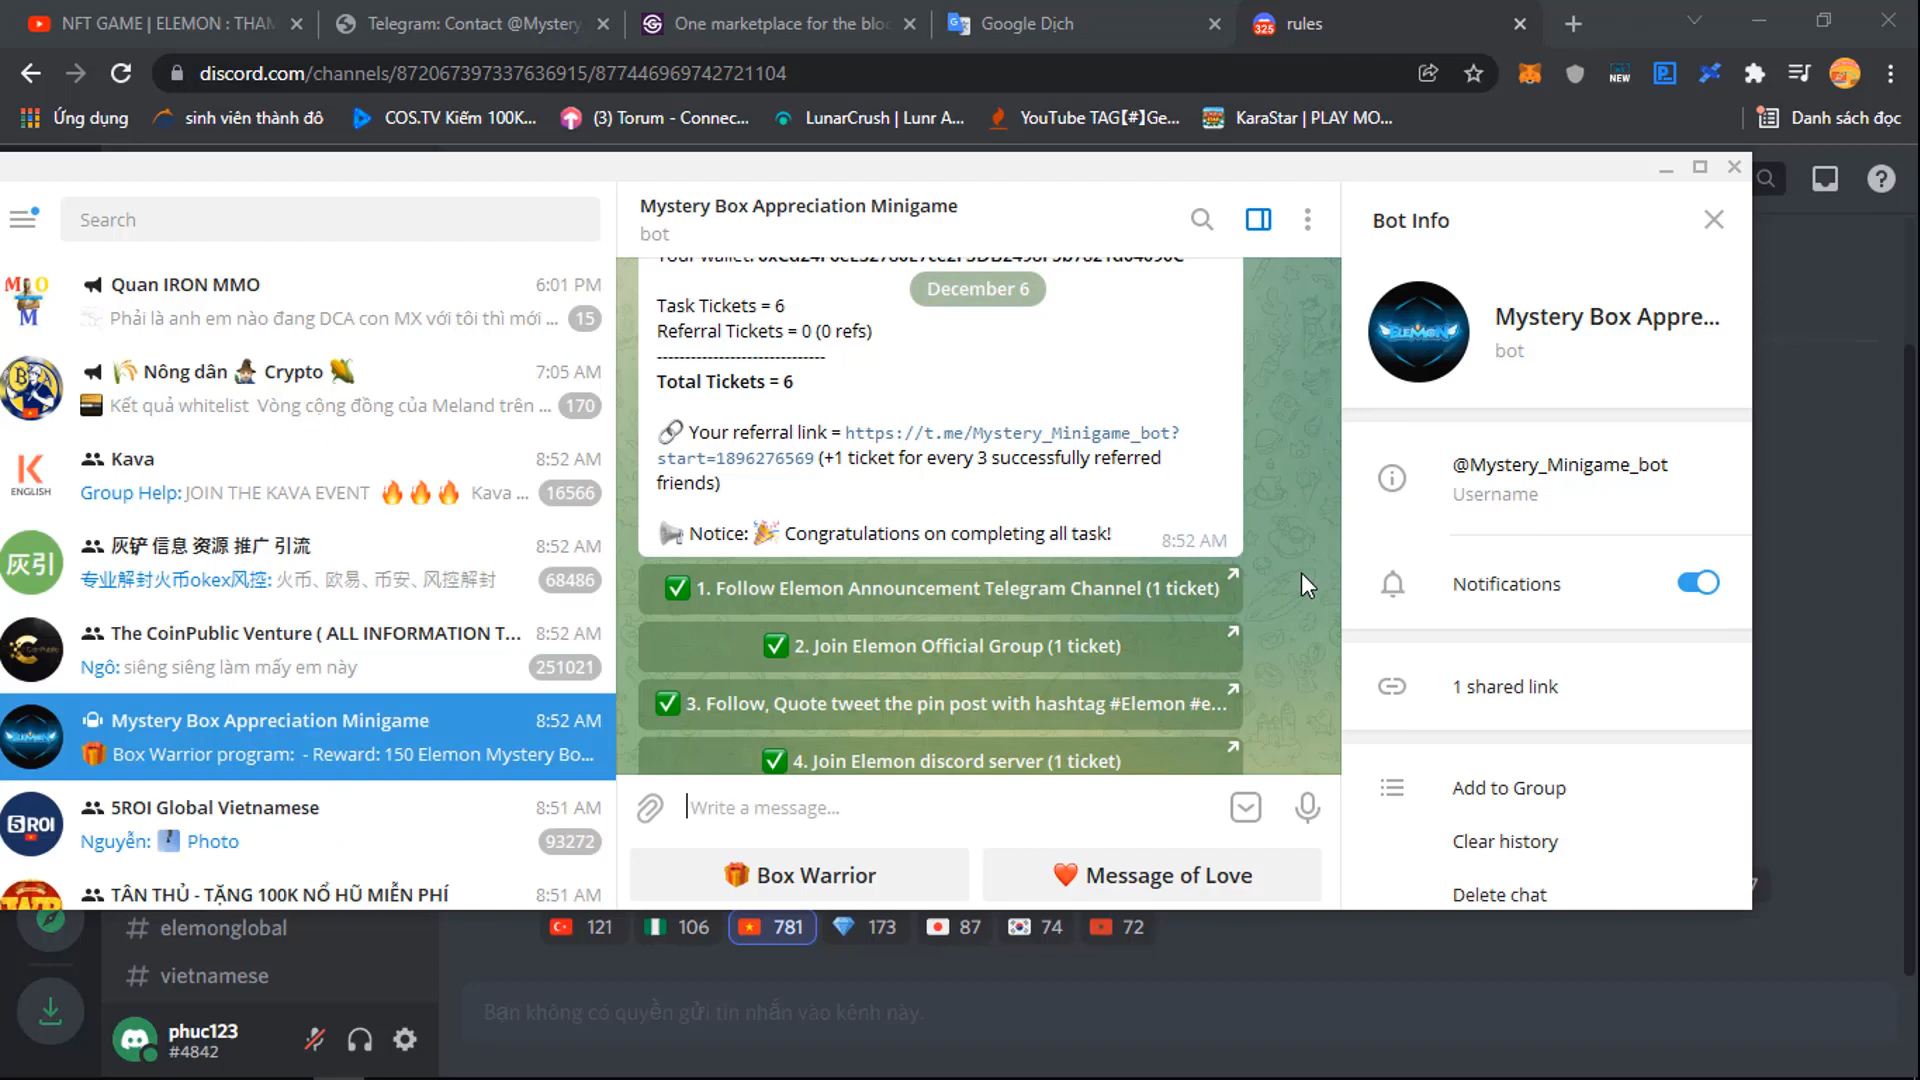 NFT GAME | ELEMON : THAM
Telegram: Contact @Mystery
One marketplace for the bloc
Google Dịch
325
rules
discord.com/channels/872067397337636915/877446969742721104
NEW
Ứng dụng
sinh viên thành đô
COS.TV Kiếm 100K...
(3) Torum - Connec...
LunarCrush | Lunr A...
YouTube TAG【#】Ge...
KaraStar | PLAY MO...
Danh sách đọc
Search
Quan IRON MMO
6:01 PM
Phải là anh em nào đang DCA con MX với tôi thì mới ...
15
Nông dân Crypto
7:05 AM
Kết quả whitelist Vòng cộng đồng của Meland trên ...
170
K
ENGLISH
Kava
8:52 AM
Group Help: JOIN THE KAVA EVENT Kava ...
16566
灰引
灰铲 信息 资源 推广 引流
8:52 AM
专业解封火币okex风控: 火币、欧易、币安、风控解封
68486
The CoinPublic Venture ( ALL INFORMATION T...
8:52 AM
Ngô: siêng siêng làm mấy em này
251021
Mystery Box Appreciation Minigame
8:52 AM
Box Warrior program: - Reward: 150 Elemon Mystery Bo...
5ROI
5ROI Global Vietnamese
8:51 AM
Nguyễn: Photo
93272
TÂN THỦ - TẶNG 100K NỔ HŨ MIỄN PHÍ
8:51 AM
Mystery Box Appreciation Minigame
bot
December 6
Task Tickets = 6
Referral Tickets = 0 (0 refs)
------------------------------
Total Tickets = 6
Your referral link = https://t.me/Mystery_Minigame_bot?
start=1896276569 (+1 ticket for every 3 successfully referred
friends)
Notice: Congratulations on completing all task!
8:52 AM
1. Follow Elemon Announcement Telegram Channel (1 ticket)
2. Join Elemon Official Group (1 ticket)
3. Follow, Quote tweet the pin post with hashtag #Elemon #e...
4. Join Elemon discord server (1 ticket)
Write a message...
Box Warrior
Message of Love
Bot Info
ELEMON
Mystery Box Appre...
bot
@Mystery_Minigame_bot
Username
Notifications
1 shared link
Add to Group
Clear history
Delete chat
# elemonglobal
# vietnamese
121
106
781
173
87
74
72
Bạn không có quyền gửi tin nhắn vào kênh này.
phuc123
#4842